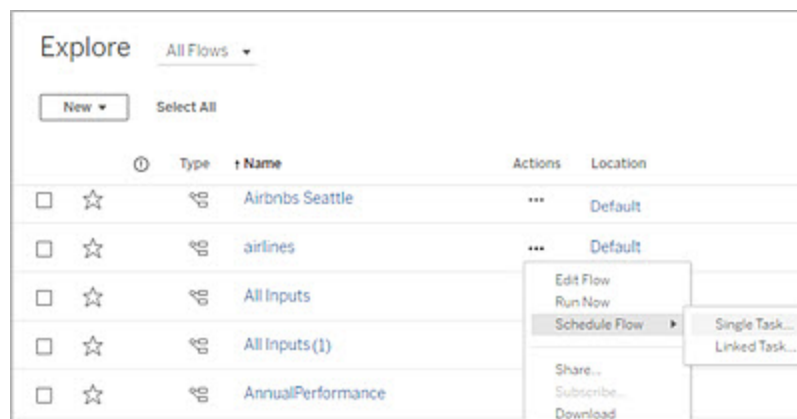 Explore All Flows
New Select All
Type ↑ Name Actions Location
Airbnbs Seattle ... Default
airlines ... Default
Edit Flow
All Inputs
Run Now
Schedule Flow Single Task...
All Inputs (1) Linked Task...
Share...
AnnualPerformance Subscribe...
Download